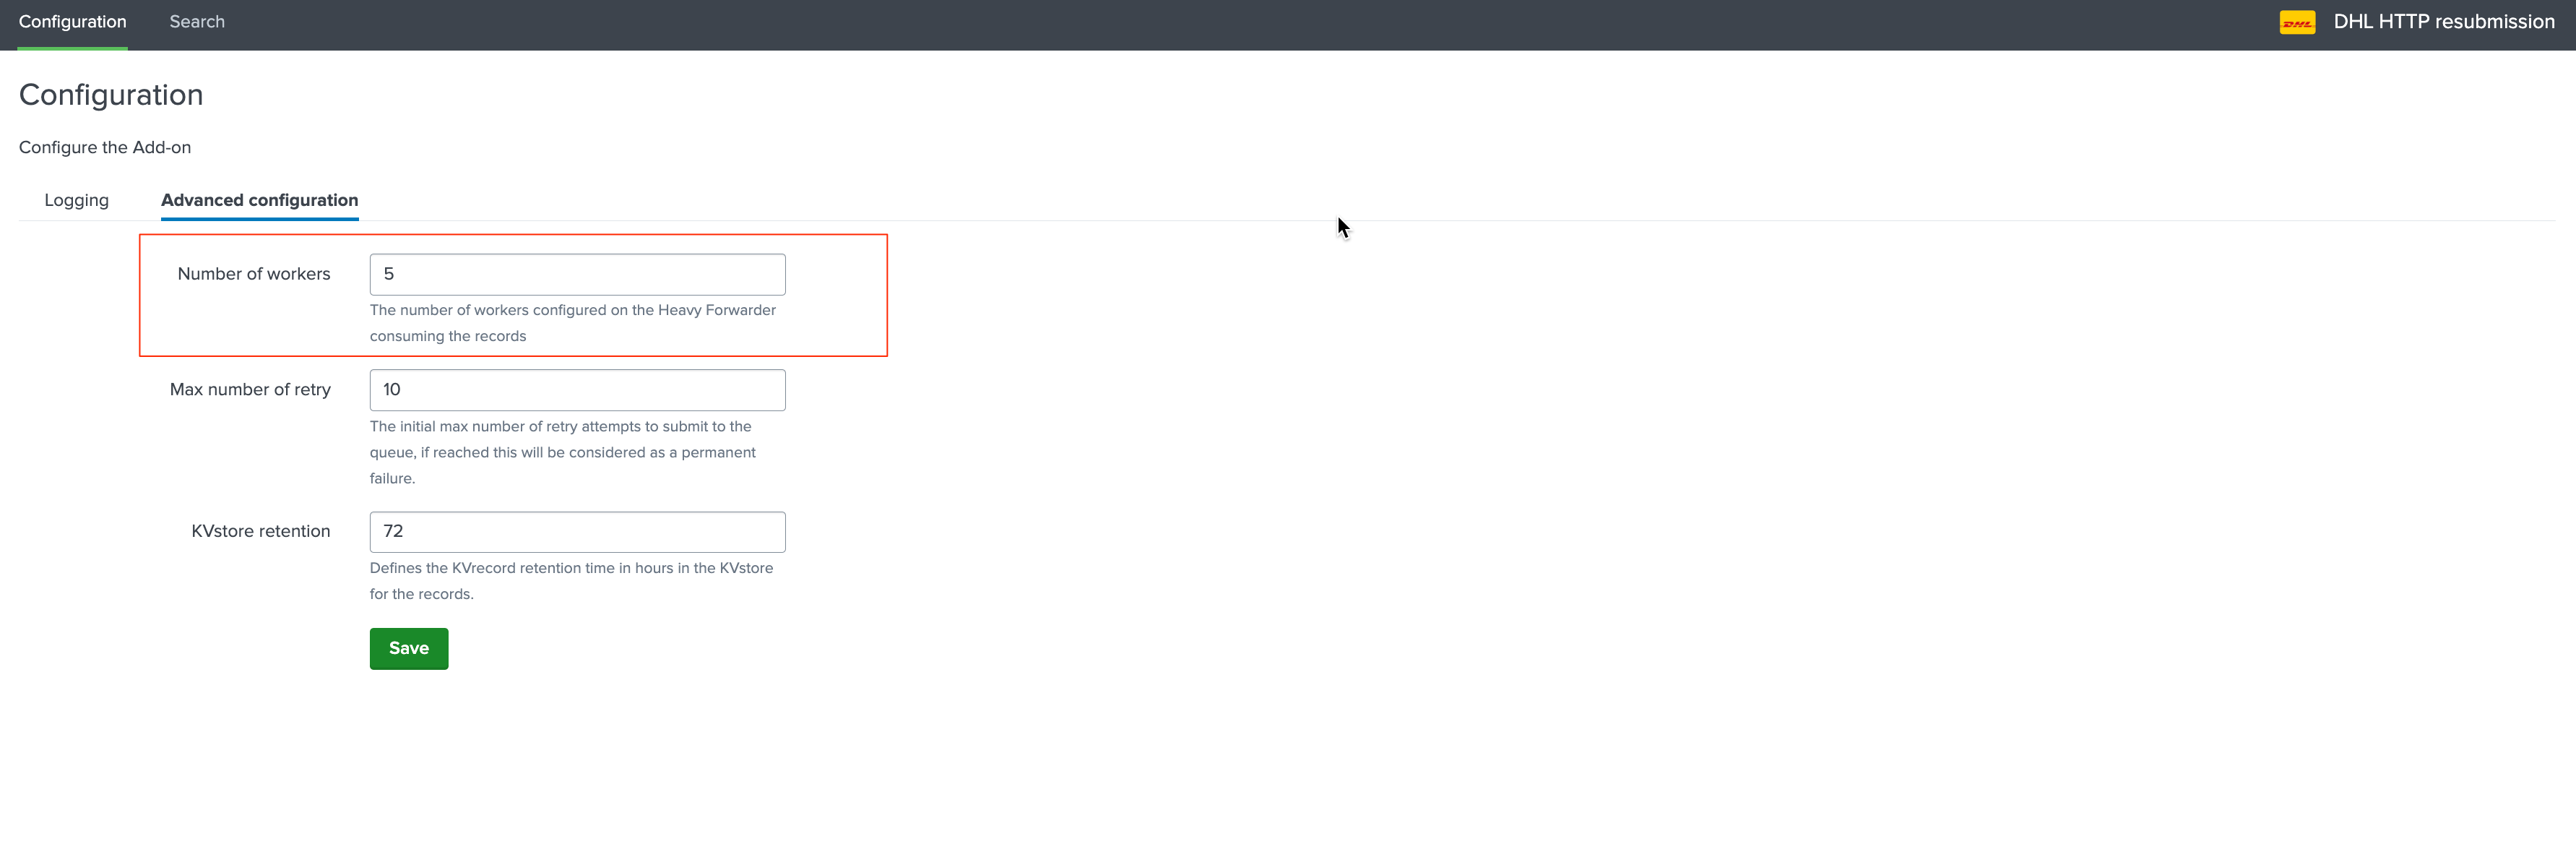 Configuration
Search
DHL
DHL HTTP resubmission
Configuration
Configure the Add-on
Logging
Advanced configuration
Number of workers
5
The number of workers configured on the Heavy Forwarder
consuming the records
Max number of retry
10
The initial max number of retry attempts to submit to the
queue, if reached this will be considered as a permanent
failure.
KVstore retention
72
Defines the KVrecord retention time in hours in the KVstore
for the records.
Save